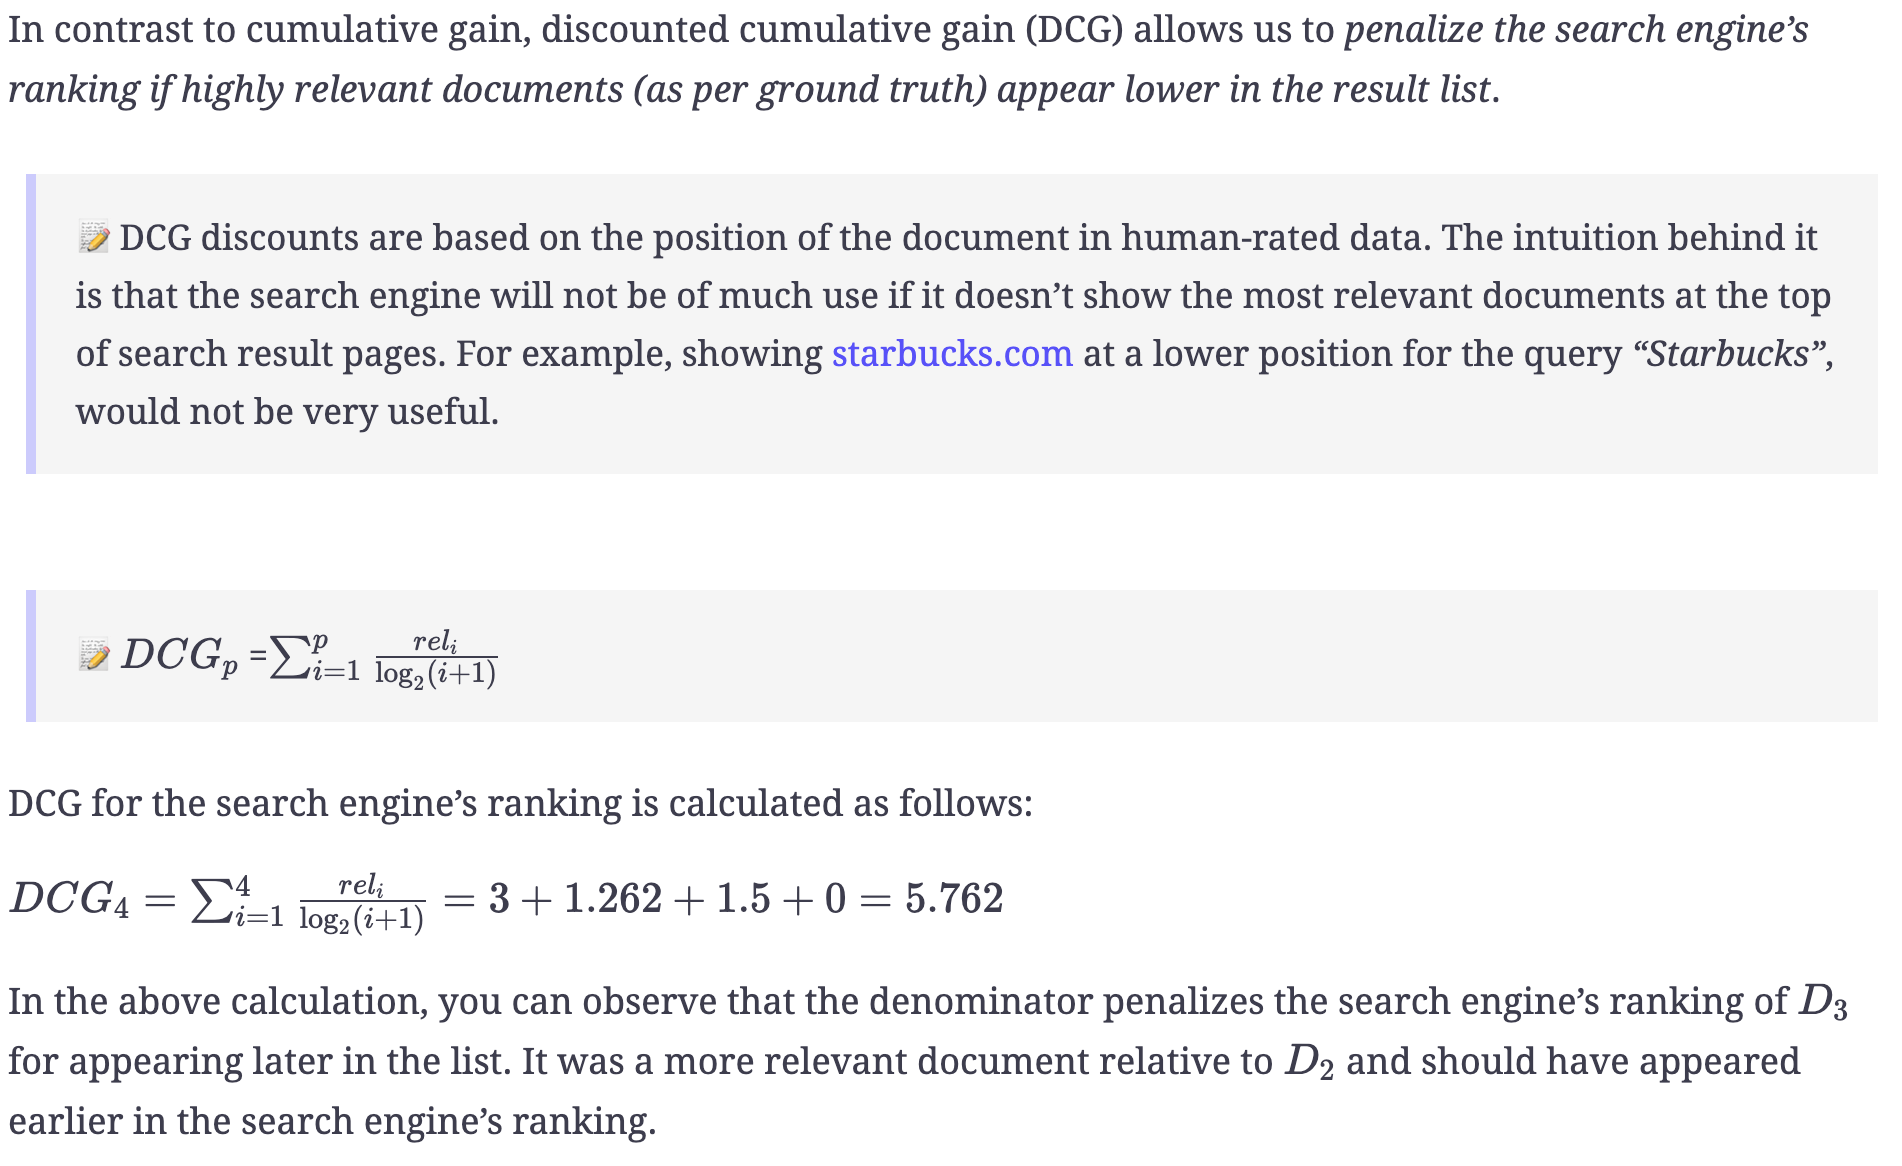 In contrast to cumulative gain, discounted cumulative gain (DCG) allows us to penalize the search engine’s
ranking if highly relevant documents (as per ground truth) appear lower in the result list.
📝 DCG discounts are based on the position of the document in human-rated data. The intuition behind it
is that the search engine will not be of much use if it doesn’t show the most relevant documents at the top
of search result pages. For example, showing starbucks.com at a lower position for the query “Starbucks”,
would not be very useful.
📝 $DCG_p$ =$\sum_{i=1}^{p} \frac{rel_i}{\log_2(i+1)}$
DCG for the search engine’s ranking is calculated as follows:
$DCG_4 = \sum_{i=1}^{4} \frac{rel_i}{\log_2(i+1)} = 3 + 1.262 + 1.5 + 0 = 5.762$
In the above calculation, you can observe that the denominator penalizes the search engine’s ranking of $D_3$
for appearing later in the list. It was a more relevant document relative to $D_2$ and should have appeared
earlier in the search engine’s ranking.